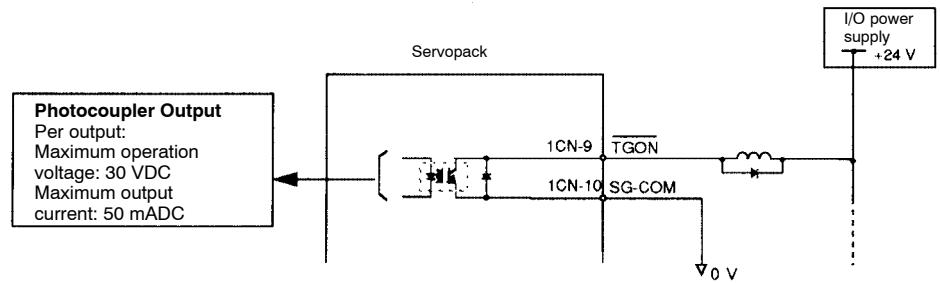 I/O power
supply
+24 V
Servopack
Photocoupler Output
Per output:
Maximum operation
voltage: 30 VDC
Maximum output
current: 50 mADC
1CN-9 TGON
1CN-10 SG-COM
0 V